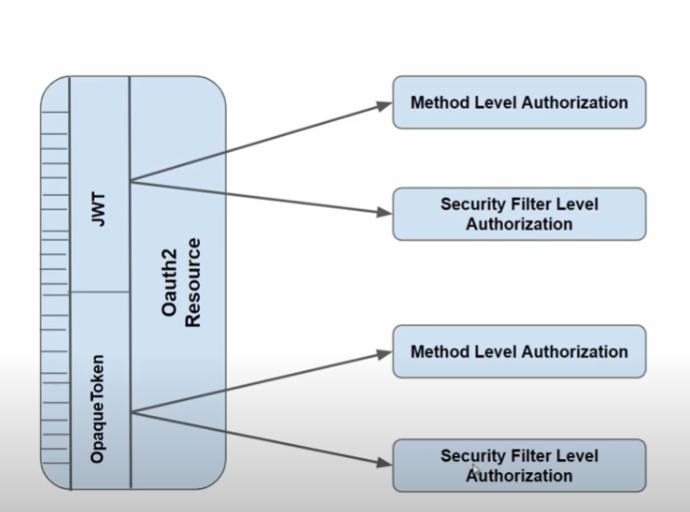 JWT
OpaqueToken
Oauth2
Resource
Method Level Authorization
Security Filter Level
Authorization
Method Level Authorization
Security Filter Level
Authorization